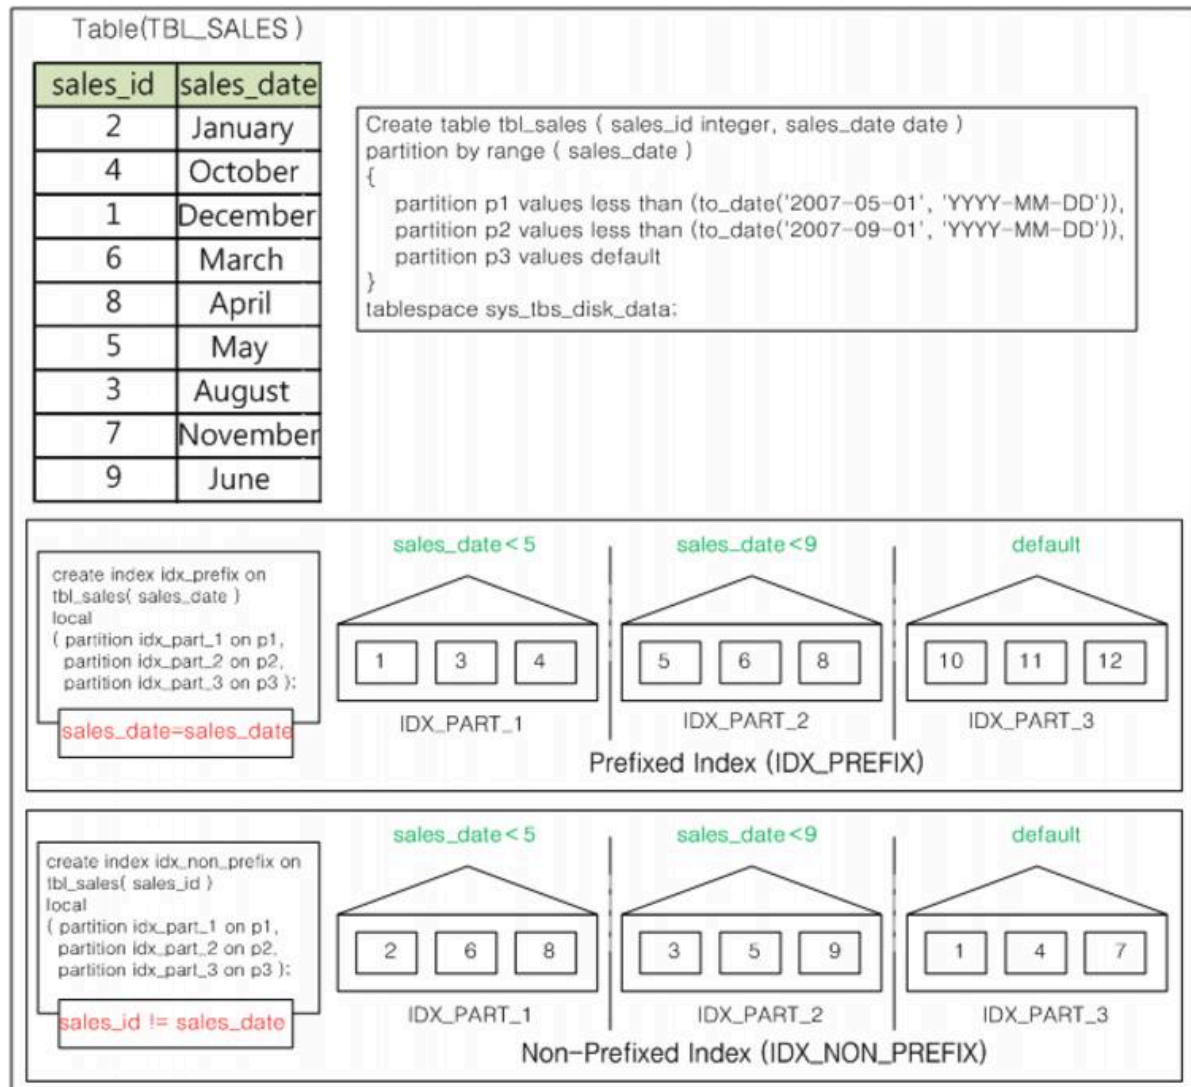 Table(TBL_SALES )
sales_id sales_date
2 January
4 October
1 December
6 March
8 April
5 May
3 August
7 November
9 June
Create table tbl_sales ( sales_id integer, sales_date date )
partition by range ( sales_date )
{
partition p1 values less than (to_date('2007-05-01', 'YYYY-MM-DD')),
partition p2 values less than (to_date('2007-09-01', 'YYYY-MM-DD')),
partition p3 values default
}
tablespace sys_tbs_disk_data;
create index idx_prefix on
tbl_sales( sales_date )
local
( partition idx_part_1 on p1,
partition idx_part_2 on p2,
partition idx_part_3 on p3 );
sales_date=sales_date
sales_date<5 sales_date<9 default
1 3 4 5 6 8 10 11 12
IDX_PART_1 IDX_PART_2 IDX_PART_3
Prefixed Index (IDX_PREFIX)
create index idx_non_prefix on
tbl_sales( sales_id )
local
( partition idx_part_1 on p1,
partition idx_part_2 on p2,
partition idx_part_3 on p3 );
sales_id != sales_date
sales_date<5 sales_date<9 default
2 6 8 3 5 9 1 4 7
IDX_PART_1 IDX_PART_2 IDX_PART_3
Non-Prefixed Index (IDX_NON_PREFIX)